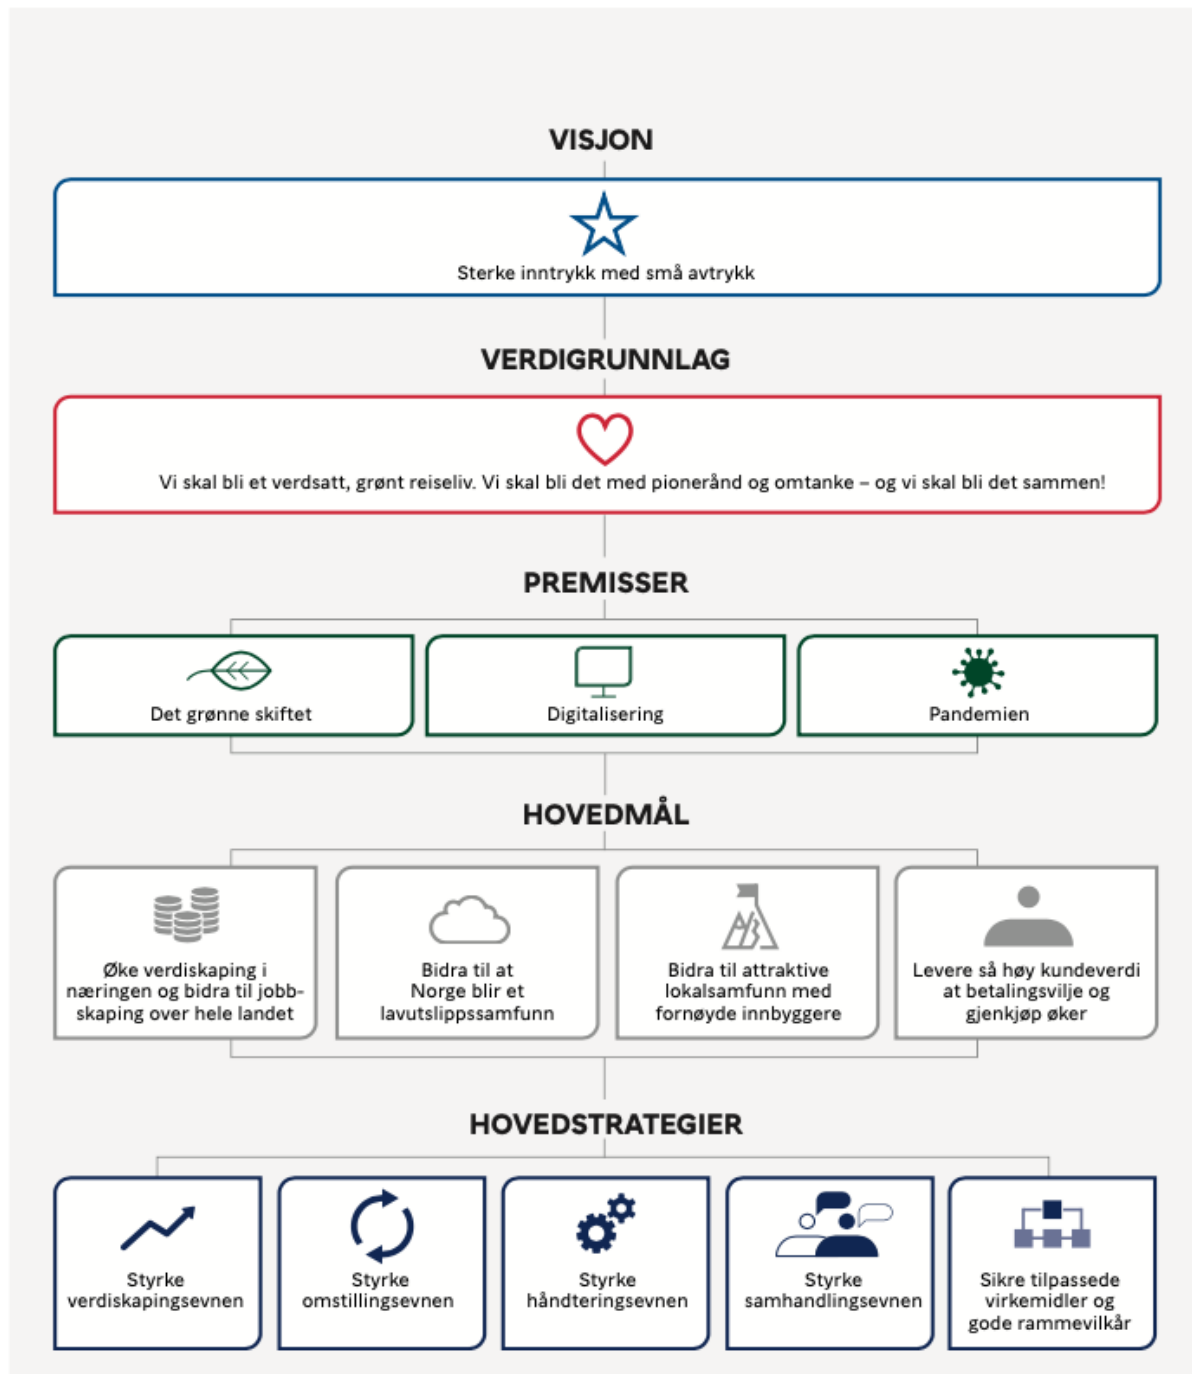 VISJON
Sterke inntrykk med små avtrykk
VERDIGRUNNLAG
Vi skal bli et verdsatt, grønt reiseliv. Vi skal bli det med pionerånd og omtanke – og vi skal bli det sammen!
PREMISSER
Det grønne skiftet
Digitalisering
Pandemien
HOVEDMÅL
Øke verdiskaping i
næringen og bidra til jobb-
skaping over hele landet
Bidra til at
Norge blir et
lavutslippssamfunn
Bidra til attraktive
lokalsamfunn med
fornøyde innbyggere
Levere så høy kundeverdi
at betalingsvilje og
gjenkjøp øker
HOVEDSTRATEGIER
Styrke
verdiskapingsevnen
Styrke
omstillingsevnen
Styrke
håndteringsevnen
Styrke
samhandlingsevnen
Sikre tilpassede
virkemidler og
gode rammevilkår